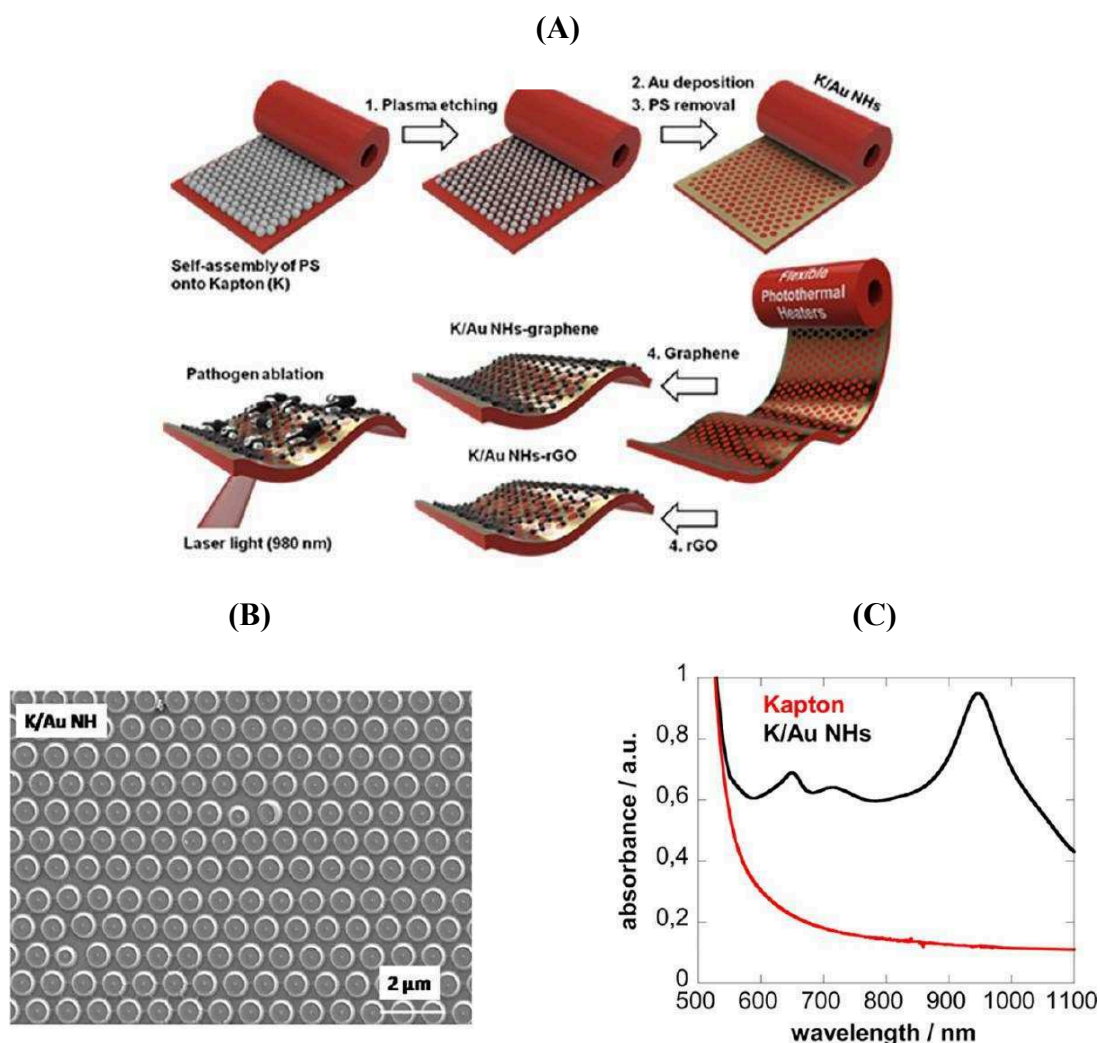 (A)
1. Plasma etching
2. Au deposition
3. PS removal
K/Au NHs
Self-assembly of PS
onto Kapton (K)
Flexible
Photothermal
Heaters
K/Au NHs-graphene
4. Graphene
Pathogen ablation
K/Au NHs-rGO
Laser light (980 nm)
4. rGO
(B)
(C)
K/Au NH
2 μm
Kapton
K/Au NHs
absorbance / a.u.
1
0,8
0,6
0,4
0,2
0
500 600 700 800 900 1000 1100
wavelength / nm